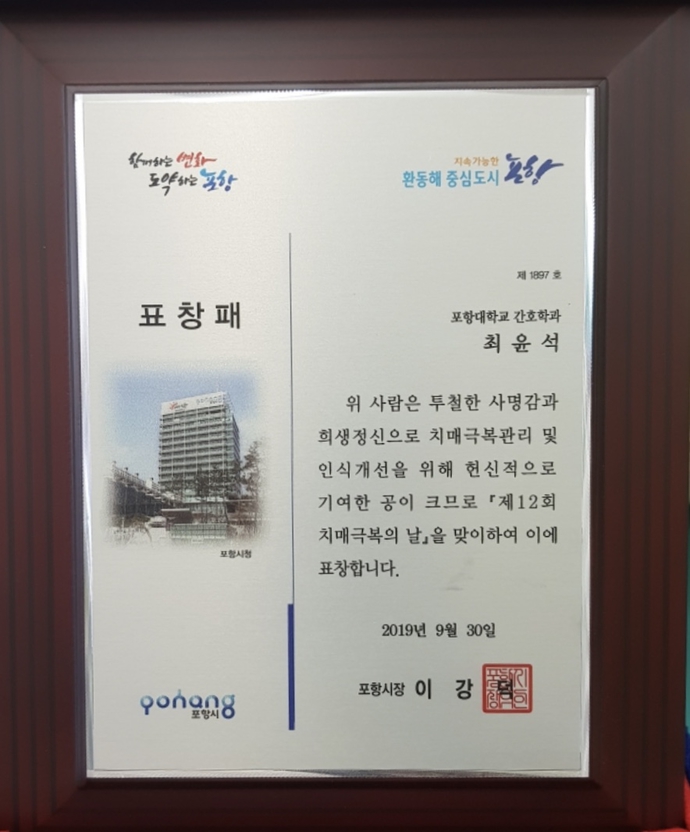 함께하는 변화
도약하는 포항
지속가능한
환동해 중심도시 포항
제 1897 호
표창패
포항대학교 간호학과
최윤석
위 사람은 투철한 사명감과
희생정신으로 치매극복관리 및
인식개선을 위해 헌신적으로
기여한 공이 크므로 『제12회
치매극복의 날』을 맞이하여 이에
표창합니다.
포항시청
2019년 9월 30일
포항시장 이 강 덕
pohang
포항시